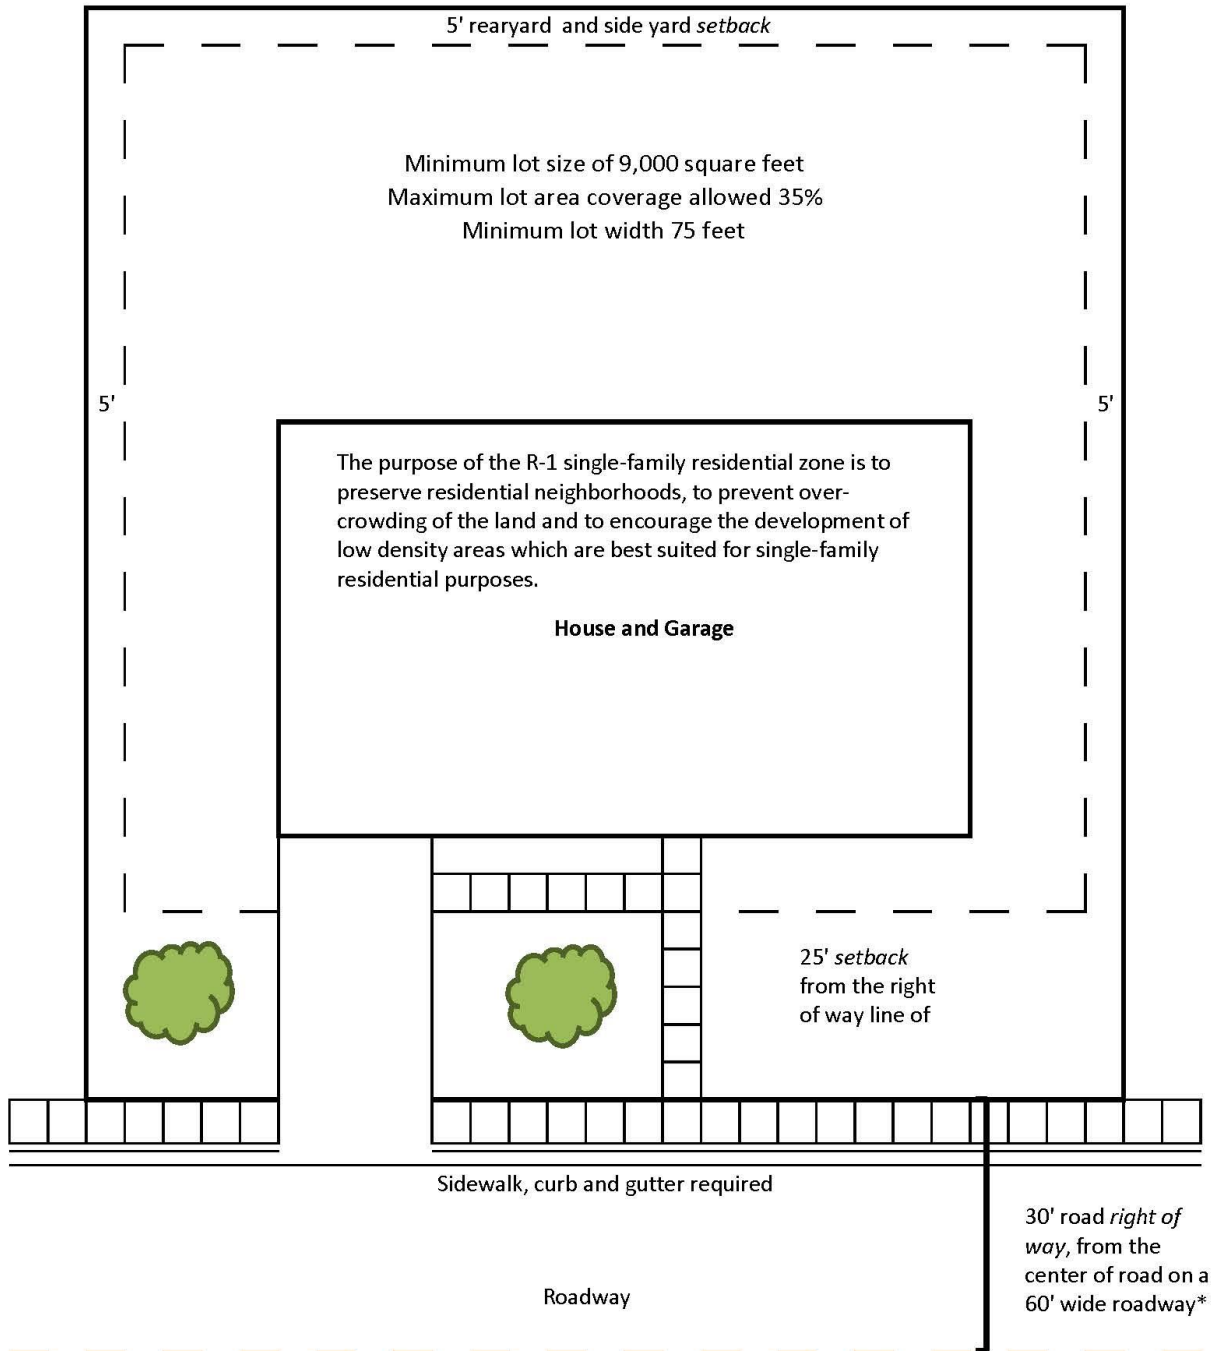 5' rearyard  and side yard setback
Minimum lot size of 9,000 square feet
Maximum lot area coverage allowed 35%
Minimum lot width 75 feet
5'
5'
The purpose of the R-1 single-family residential zone is to
preserve residential neighborhoods, to prevent over-
crowding of the land and to encourage the development of
low density areas which are best suited for single-family
residential purposes.
House and Garage
25' setback
from the right
of way line of
Sidewalk, curb and gutter required
30' road right of
way, from the
center of road on a
60' wide roadway*
Roadway